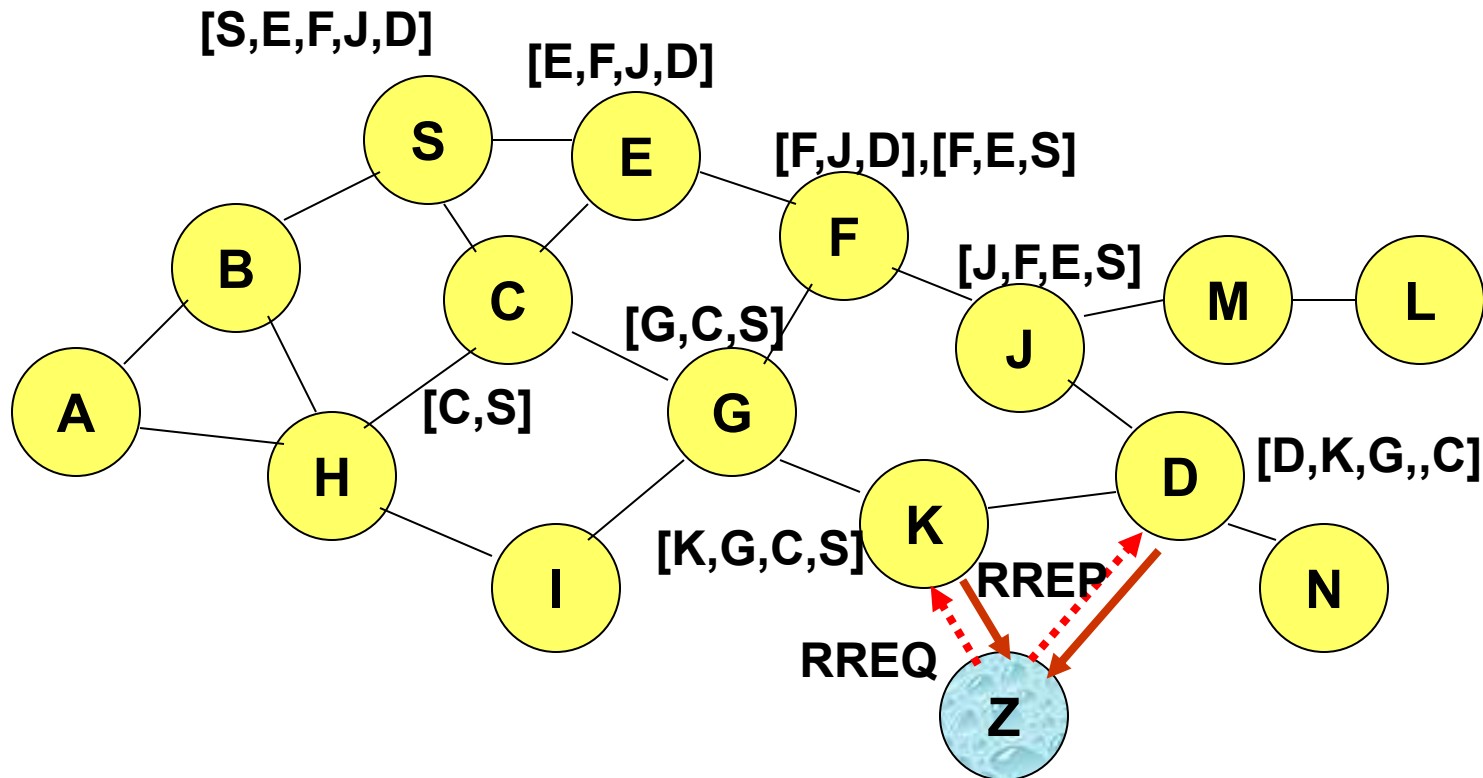 [S,E,F,J,D]
[E,F,J,D]
S
E
[F,J,D],[F,E,S]
F
B
[J,F,E,S]
C
M
L
[G,C,S]
J
A
[C,S]
G
H
D
[D,K,G,,C]
K
[K,G,C,S]
I
RREP
N
RREQ
Z